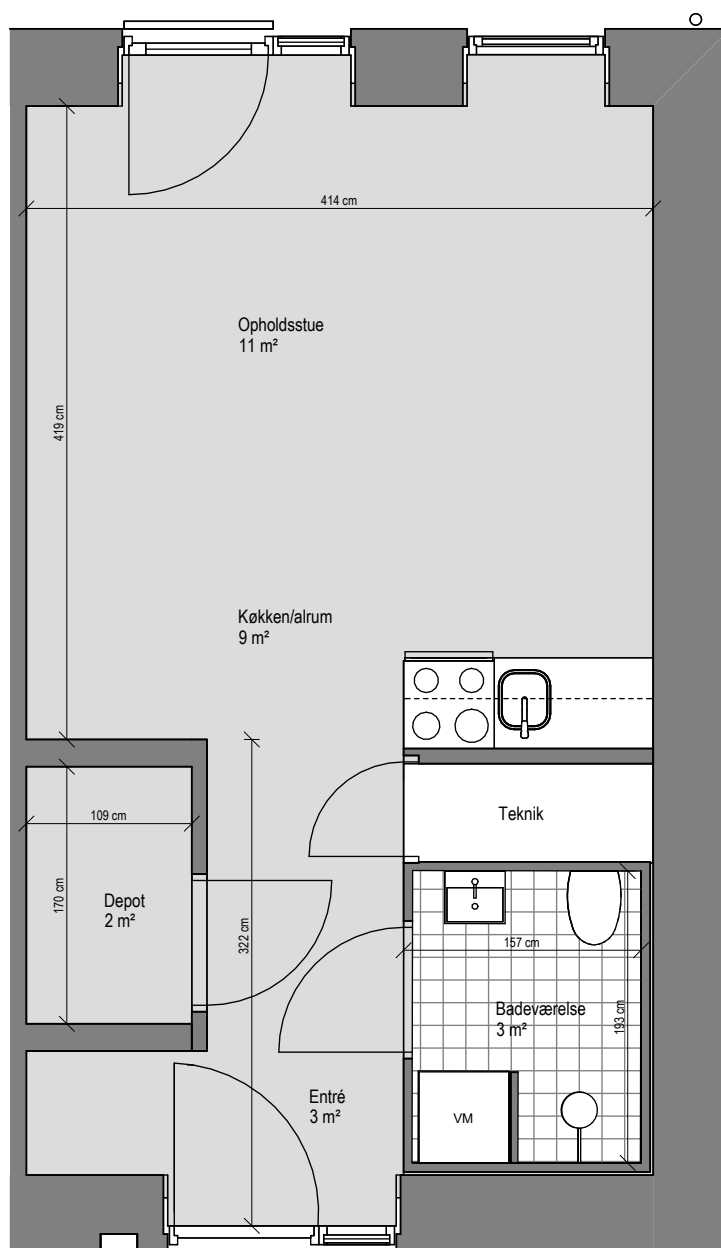 414 cm
Opholdsstue
11 m²
419 cm
Køkken/alrum
9 m²
Teknik
109 cm
170 cm
Depot
2 m²
322 cm
157 cm
193 cm
Badeværelse
3 m²
Entré
3 m²
VM